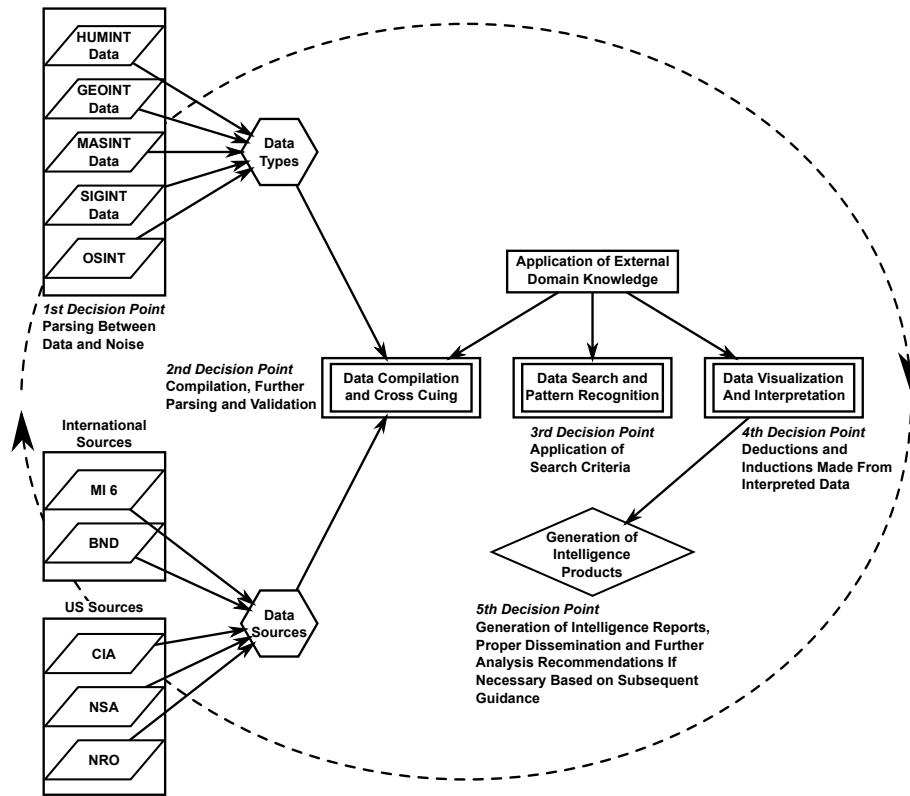 HUMINT
Data
GEOINT
Data
MASINT
Data
SIGINT
Data
OSINT
Data
Types
1st Decision Point
Parsing Between
Data and Noise
Application of External
Domain Knowledge
2nd Decision Point
Compilation, Further
Parsing and Validation
Data Compilation
and Cross Cuing
Data Search and
Pattern Recognition
Data Visualization
And Interpretation
3rd Decision Point
Application of
Search Criteria
4th Decision Point
Deductions and
Inductions Made From
Interpreted Data
International
Sources
MI 6
BND
US Sources
CIA
NSA
NRO
Data
Sources
Generation of
Intelligence
Products
5th Decision Point
Generation of Intelligence Reports,
Proper Dissemination and Further
Analysis Recommendations If
Necessary Based on Subsequent
Guidance